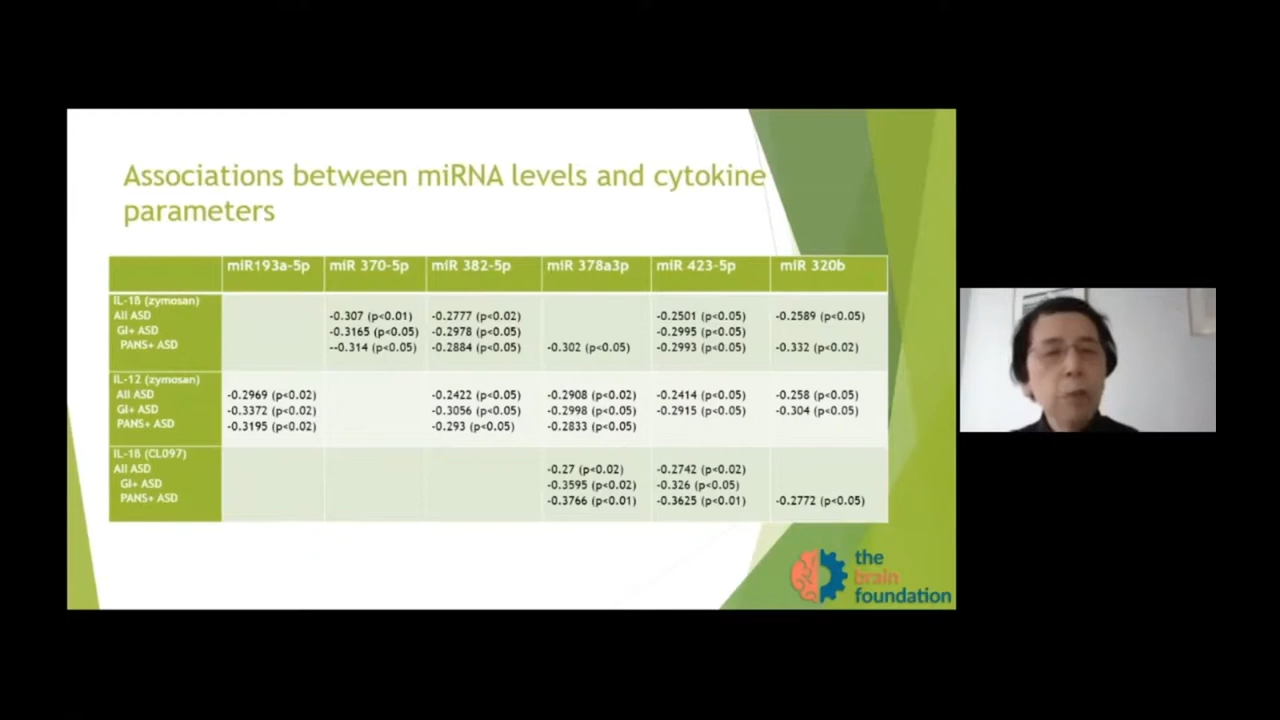 Associations between miRNA levels and cytokine
parameters
miR193a-5p miR 370-5p miR 382-5p miR 378a3p miR 423-5p miR 320b
IL-1ß (zymosan)
All ASD -0.307 (p<0.01) -0.2777 (p<0.02) -0.2501 (p<0.05) -0.2589 (p<0.05)
GI+ ASD -0.3165 (p<0.05) -0.2978 (p<0.05) -0.2995 (p<0.05)
PANS+ ASD --0.314 (p<0.05) -0.2884 (p<0.05) -0.302 (p<0.05) -0.2993 (p<0.05) -0.332 (p<0.02)
IL-12 (zymosan)
All ASD -0.2969 (p<0.02) -0.2422 (p<0.05) -0.2908 (p<0.02) -0.2414 (p<0.05) -0.258 (p<0.05)
GI+ ASD -0.3372 (p<0.02) -0.3056 (p<0.05) -0.2998 (p<0.05) -0.2915 (p<0.05) -0.304 (p<0.05)
PANS+ ASD -0.3195 (p<0.02) -0.293 (p<0.05) -0.2833 (p<0.05)
IL-1ß (CL097)
All ASD -0.27 (p<0.02) -0.2742 (p<0.02)
GI+ ASD -0.3595 (p<0.02) -0.326 (p<0.05)
PANS+ ASD -0.3766 (p<0.01) -0.3625 (p<0.01) -0.2772 (p<0.05)
the
brain
foundation